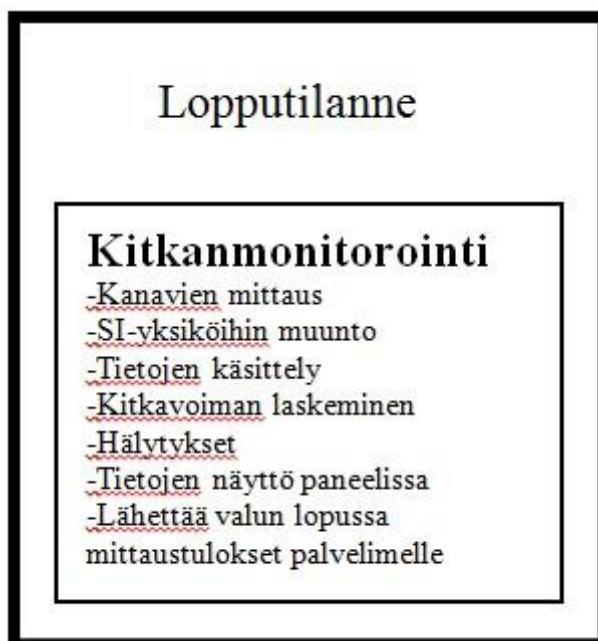 Lopputilanne
Kitkanmonitorointi
-Kanavien mittaus
-SI-yksiköihin muunto
-Tietojen käsittely
-Kitkavoiman laskeminen
-Hälytykset
-Tietojen näyttö paneelissa
-Lähettää valun lopussa
mittaustulokset palvelimelle